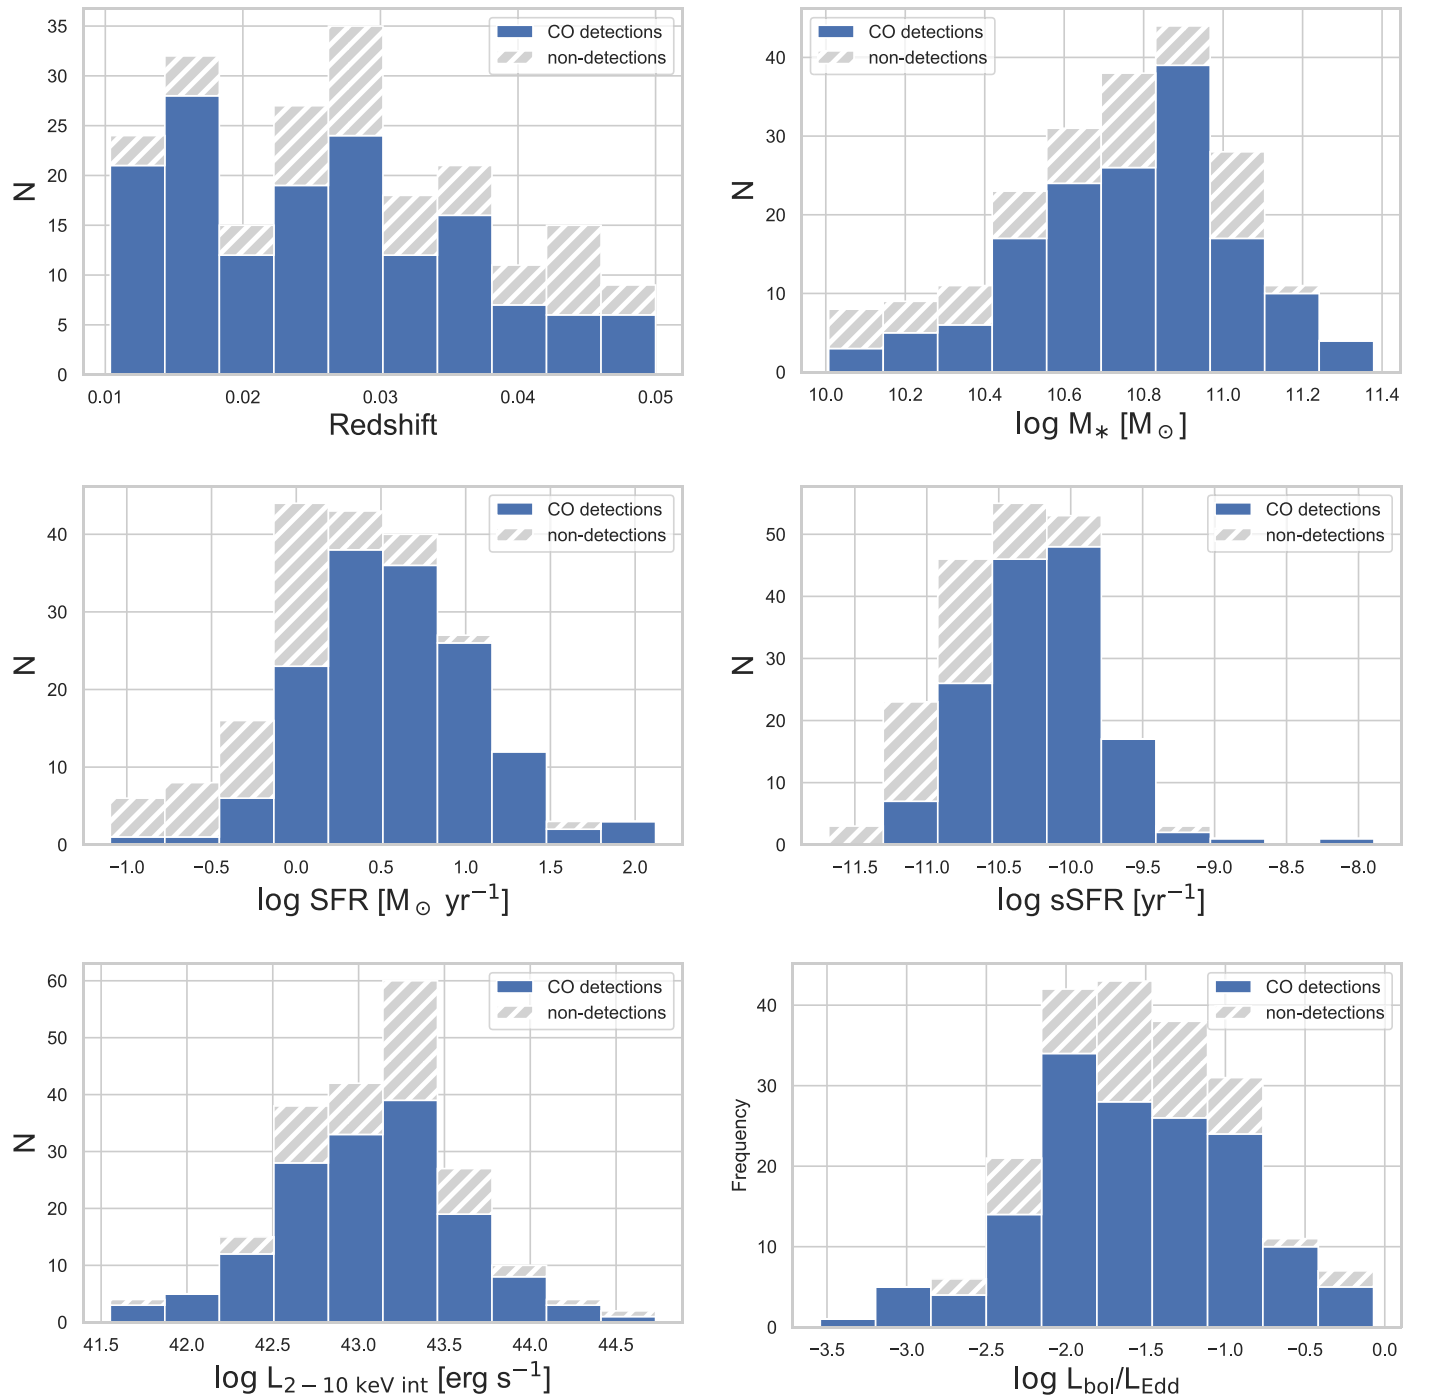 35
30
25
20
15
10
5
0
N
CO detections
non-detections
0.01 0.02 0.03 0.04 0.05
Redshift
40
30
20
10
0
N
CO detections
non-detections
10.0 10.2 10.4 10.6 10.8 11.0 11.2 11.4
log M∗ [M⊙]
40
30
20
10
0
N
CO detections
non-detections
−1.0 −0.5 0.0 0.5 1.0 1.5 2.0
log SFR [M⊙ yr⁻¹]
50
40
30
20
10
0
N
CO detections
non-detections
−11.5 −11.0 −10.5 −10.0 −9.5 −9.0 −8.5 −8.0
log sSFR [yr⁻¹]
60
50
40
30
20
10
0
N
CO detections
non-detections
41.5 42.0 42.5 43.0 43.5 44.0 44.5
log L₂ ₋ ₁₀ keV int [erg s⁻¹]
40
30
20
10
0
Frequency
CO detections
non-detections
−3.5 −3.0 −2.5 −2.0 −1.5 −1.0 −0.5 0.0
log Lbol/LEdd